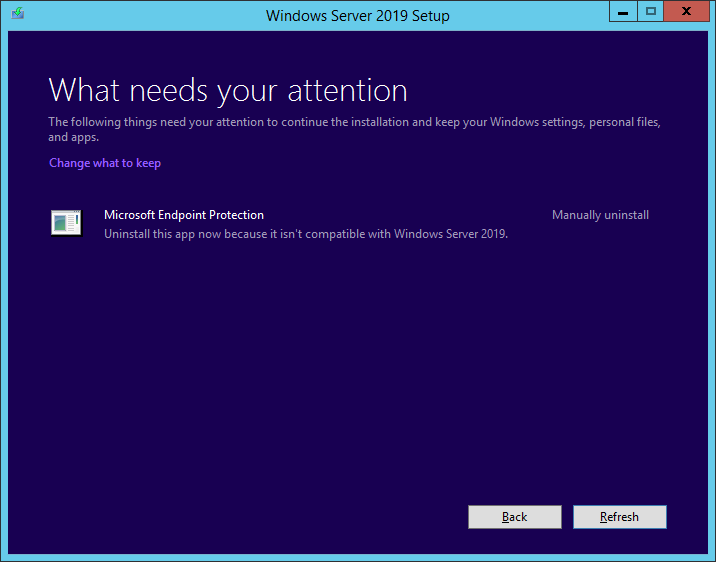 Windows Server 2019 Setup
What needs your attention
The following things need your attention to continue the installation and keep your Windows settings, personal files,
and apps.
Change what to keep
Microsoft Endpoint Protection
Manually uninstall
Uninstall this app now because it isn't compatible with Windows Server 2019.
Back
Refresh